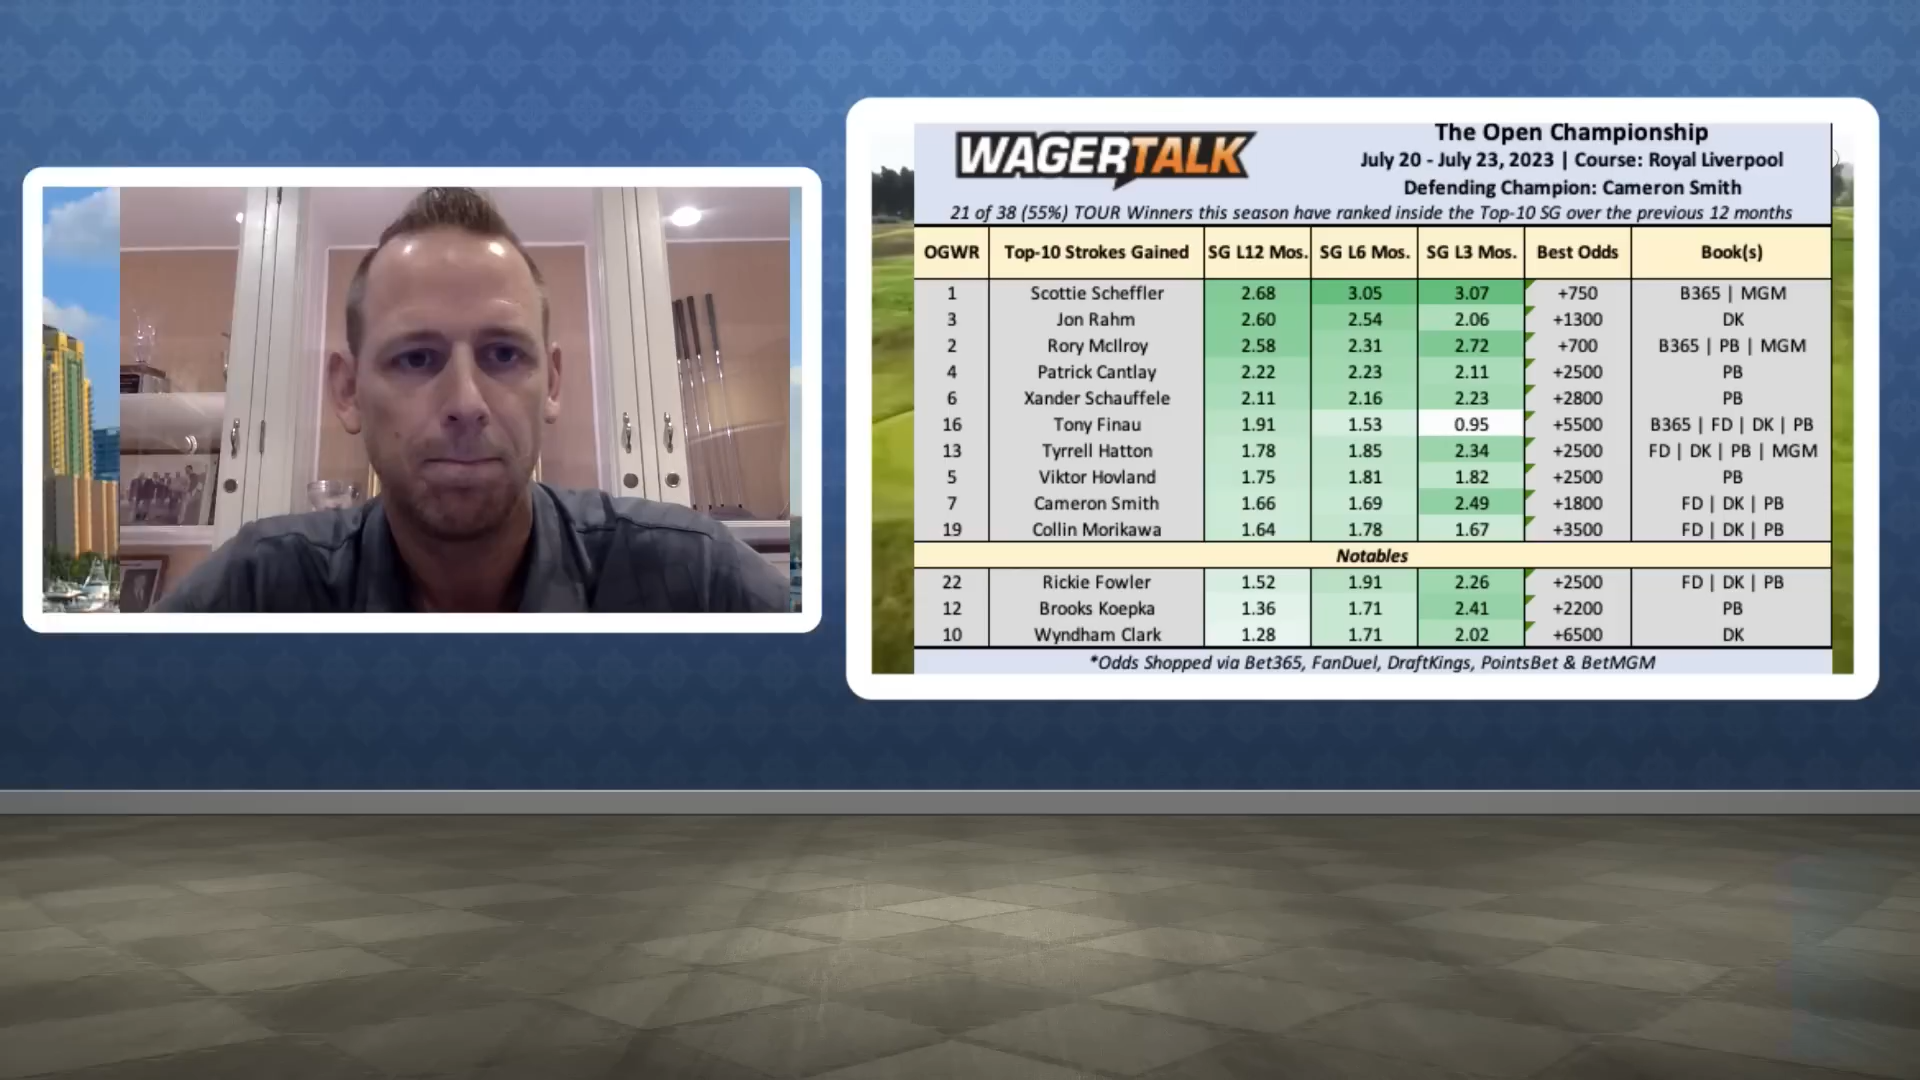 WAGERTALK
The Open Championship
July 20 - July 23, 2023 | Course: Royal Liverpool
Defending Champion: Cameron Smith
21 of 38 (55%) TOUR Winners this season have ranked inside the Top-10 SG over the previous 12 months
OGWR Top-10 Strokes Gained SG L12 Mos. SG L6 Mos. SG L3 Mos. Best Odds Book(s)
1 Scottie Scheffler 2.68 3.05 3.07 +750 B365 | MGM
3 Jon Rahm 2.60 2.54 2.06 +1300 DK
2 Rory McIlroy 2.58 2.31 2.72 +700 B365 | PB | MGM
4 Patrick Cantlay 2.22 2.23 2.11 +2500 PB
6 Xander Schauffele 2.11 2.16 2.23 +2800 PB
16 Tony Finau 1.91 1.53 0.95 +5500 B365 | FD | DK | PB
13 Tyrrell Hatton 1.78 1.85 2.34 +2500 FD | DK | PB | MGM
5 Viktor Hovland 1.75 1.81 1.82 +2500 PB
7 Cameron Smith 1.66 1.69 2.49 +1800 FD | DK | PB
19 Collin Morikawa 1.64 1.78 1.67 +3500 FD | DK | PB
Notables
22 Rickie Fowler 1.52 1.91 2.26 +2500 FD | DK | PB
12 Brooks Koepka 1.36 1.71 2.41 +2200 PB
10 Wyndham Clark 1.28 1.71 2.02 +6500 DK
*Odds Shopped via Bet365, FanDuel, DraftKings, PointsBet & BetMGM